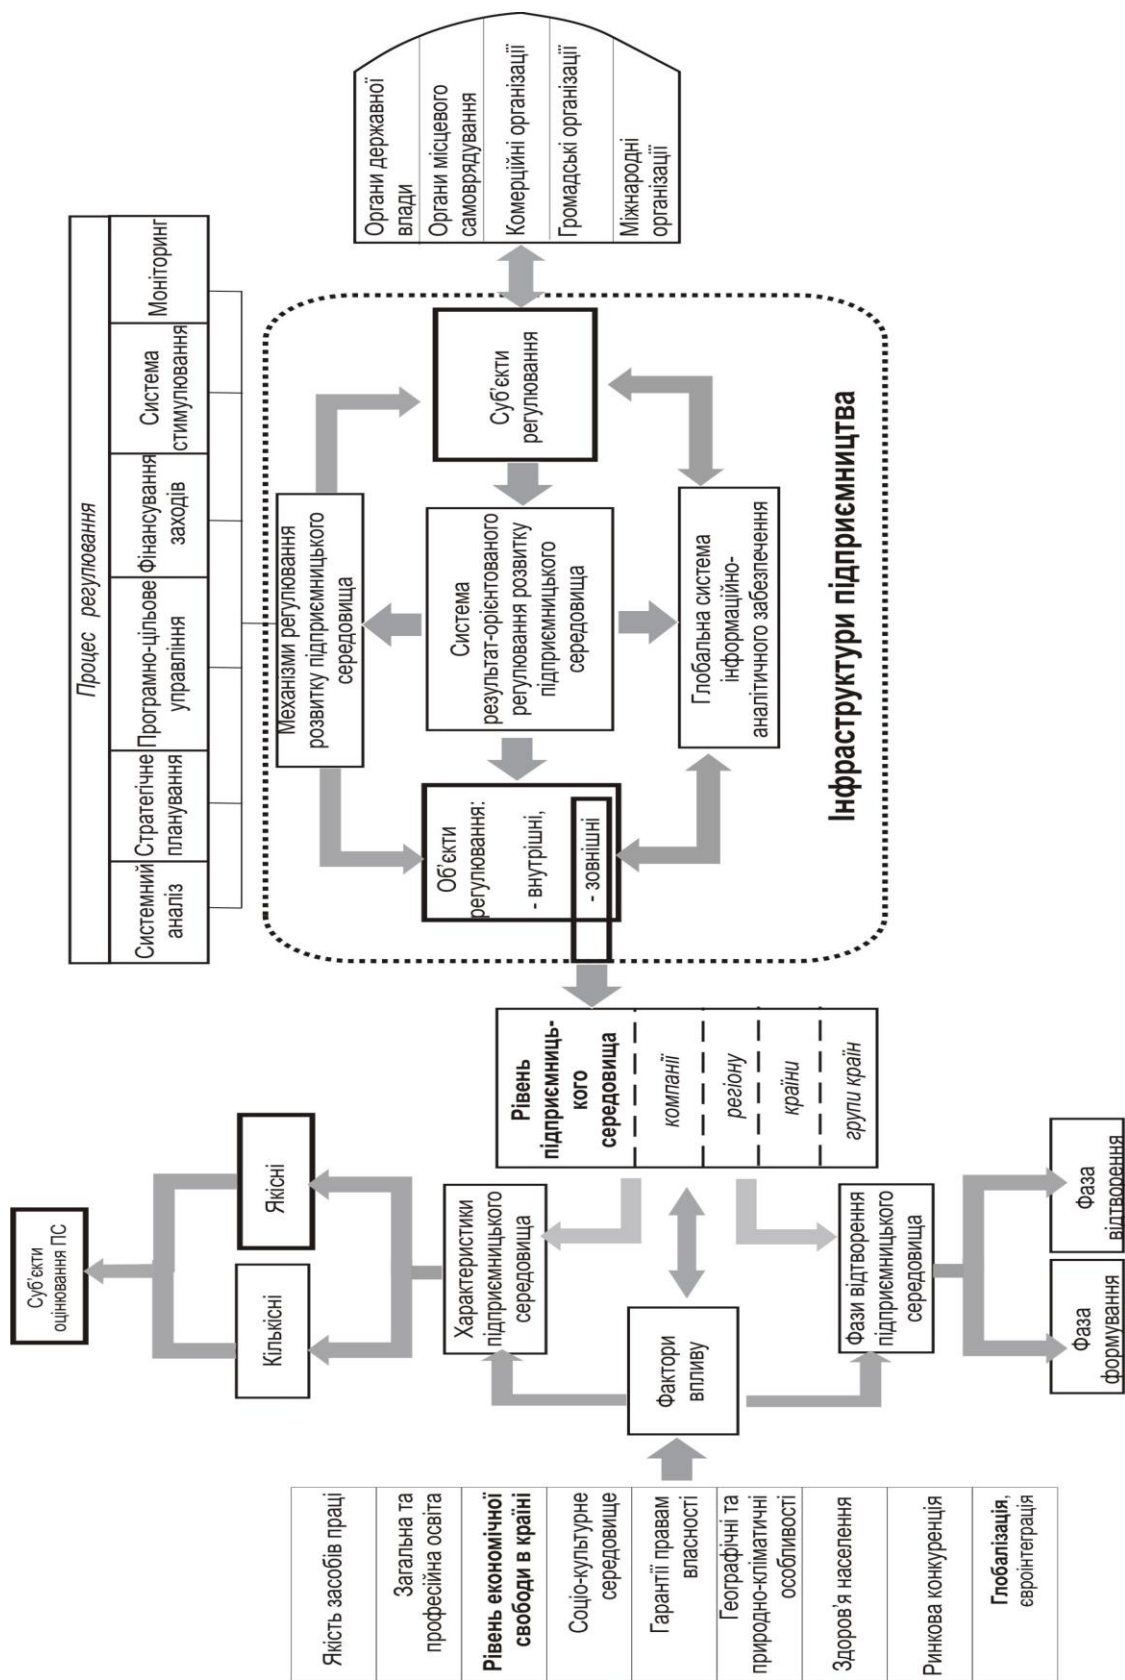 Процес регулювання
Системний
аналіз
Стратегічне
планування
Програмно-цільове
управління
Фінансування
заходів
Система
стимулювання
Моніторинг
Суб'єкти
оцінювання ПС
Кількісні
Якісні
Механізми регулювання
розвитку підприємницького
середовища
Якість засобів праці
Загальна та
професійна освіта
Рівень економічної
свободи в країні
Соціо-культурне
середовище
Гарантії правам
власності
Географічні та
природно-кліматичні
особливості
Здоров'я населення
Ринкова конкуренція
Глобалізація,
євроінтеграція
Фактори
впливу
Характеристики
підприємницького
середовища
Фази відтворення
підприємницького
середовища
Фаза
формування
Фаза
відтворення
Рівень
підприємниць-
кого
середовища
компанії
регіону
країни
групи країн
Об'єкти
регулювання:
- внутрішні,
- зовнішні
Система
результат-орієнтованого
регулювання розвитку
підприємницького
середовища
Суб'єкти
регулювання
Глобальна система
інформаційно-
аналітичного забезпечення
Інфраструктури підприємництва
Органи державної
влади
Органи місцевого
самоврядування
Комерційні організації
Громадські організації
Міжнародні
організації